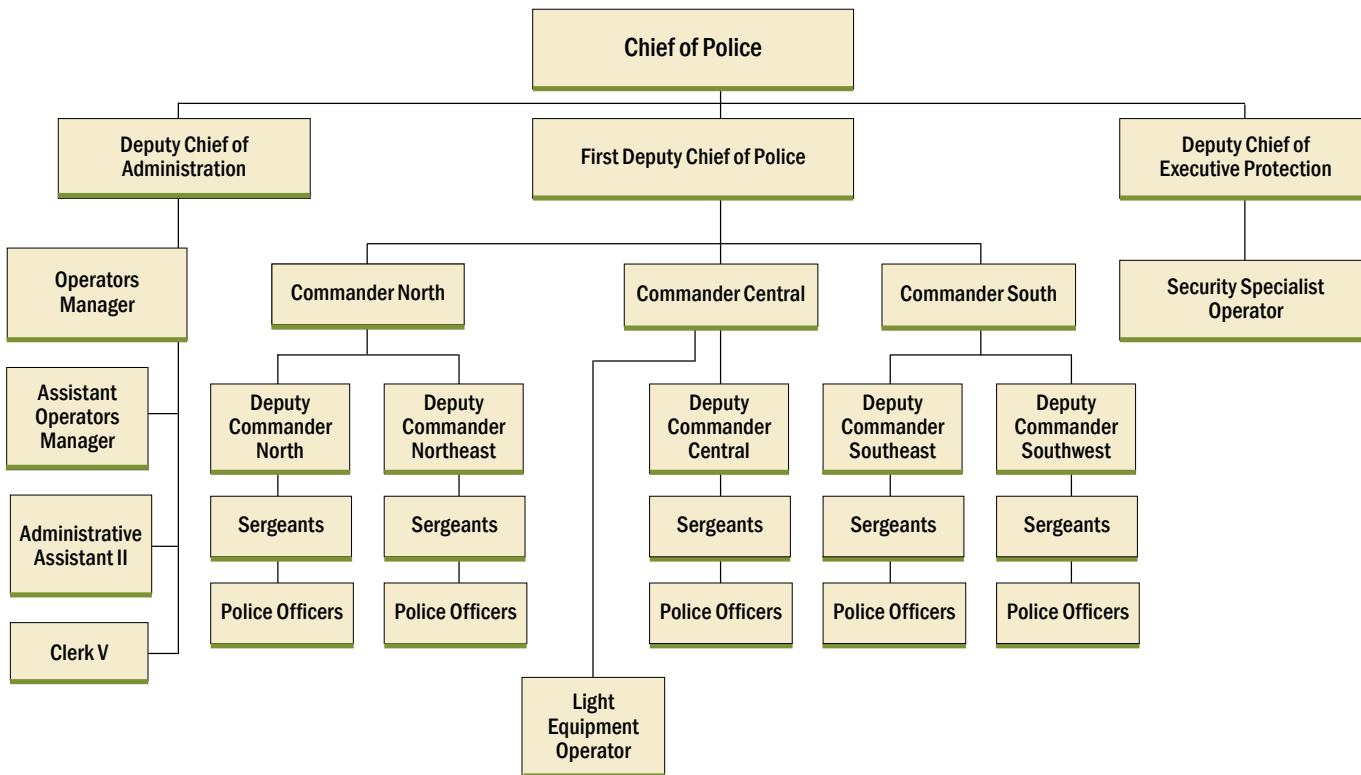 Chief of Police
Deputy Chief of
Administration
First Deputy Chief of Police
Deputy Chief of
Executive Protection
Operators
Manager
Commander North
Commander Central
Commander South
Security Specialist
Operator
Assistant
Operators
Manager
Deputy
Commander
North
Deputy
Commander
Northeast
Deputy
Commander
Central
Deputy
Commander
Southeast
Deputy
Commander
Southwest
Administrative
Assistant II
Sergeants
Sergeants
Sergeants
Sergeants
Sergeants
Police Officers
Police Officers
Police Officers
Police Officers
Police Officers
Clerk V
Light
Equipment
Operator